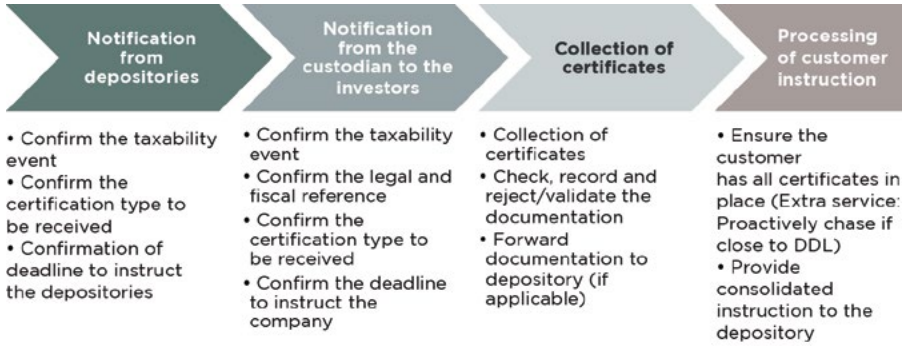 Notification
from
depositories
Notification
from the
custodian to the
investors
Collection of
certificates
Processing
of customer
instruction
• Confirm the taxability
event
• Confirm the
certification type to
be received
• Confirmation of
deadline to instruct
the depositories
• Confirm the taxability
event
• Confirm the legal and
fiscal reference
• Confirm the
certification type to
be received
• Confirm the deadline
to instruct the
company
• Collection of
certificates
• Check, record and
reject/validate the
documentation
• Forward
documentation to
depository (if
applicable)
• Ensure the
customer
has all certificates in
place (Extra service:
Proactively chase if
close to DDL)
• Provide
consolidated
instruction to the
depository